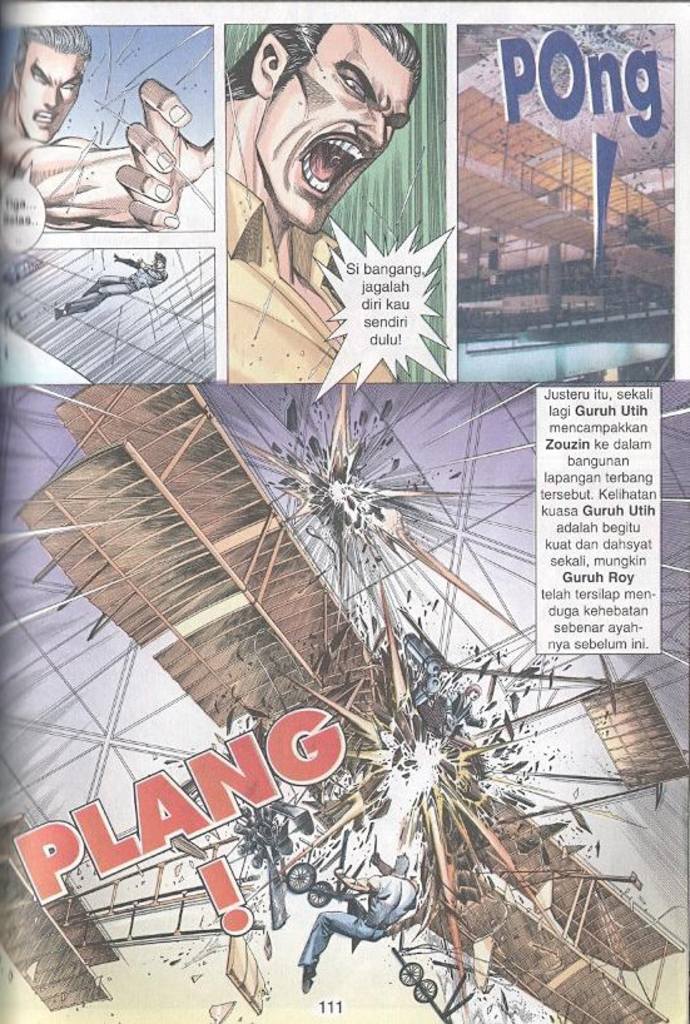 Tiga...
Belas..
Si bangang,
jagalah
diri kau
sendiri
dulu!
PONG
!
Justeru itu, sekali
lagi Guruh Utih
mencampakkan
Zouzin ke dalam
bangunan
lapangan terbang
tersebut. Kelihatan
kuasa Guruh Utih
adalah begitu
kuat dan dahsyat
sekali, mungkin
Guruh Roy
telah tersilap men-
duga kehebatan
sebenar ayah-
nya sebelum ini.
PLANG
!
111